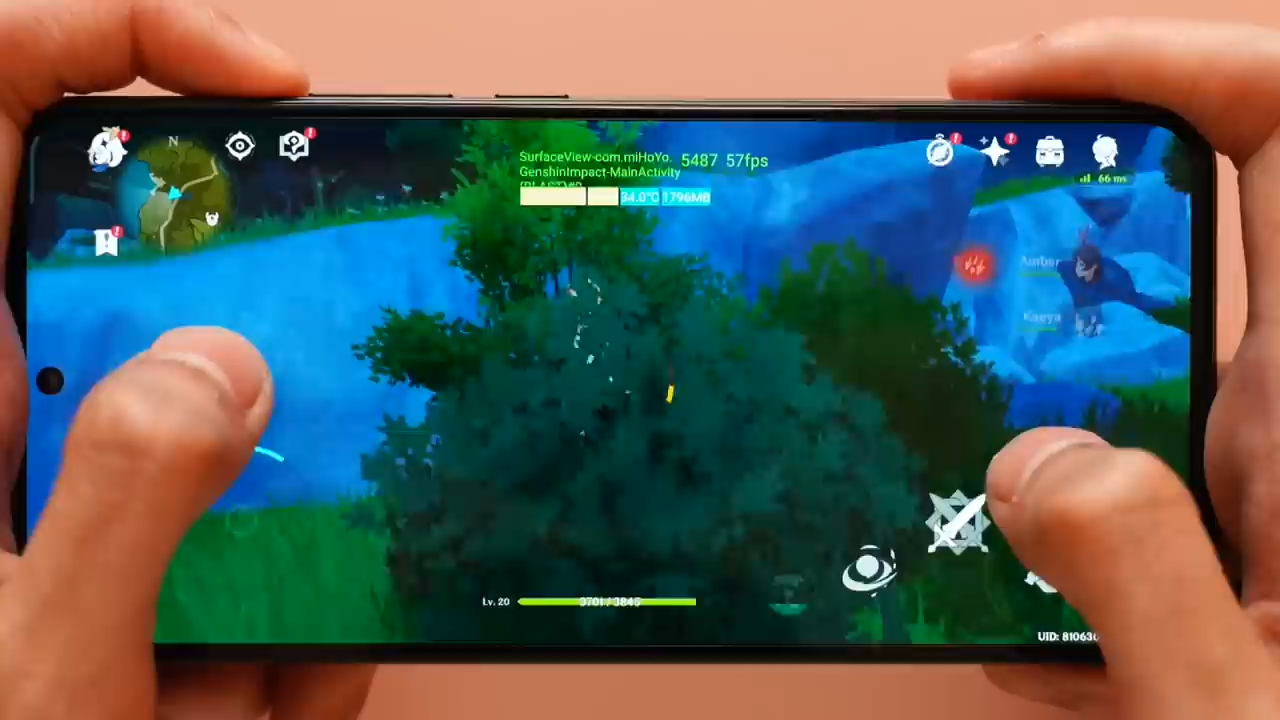 N
SurfaceView-com.miHoYo.
GenshinImpact-MainActivity
5487 57fps
34.0°C 1796MB
66 ms
Amber
Kaeya
Lv. 20
3701 / 3845
UID: 81063